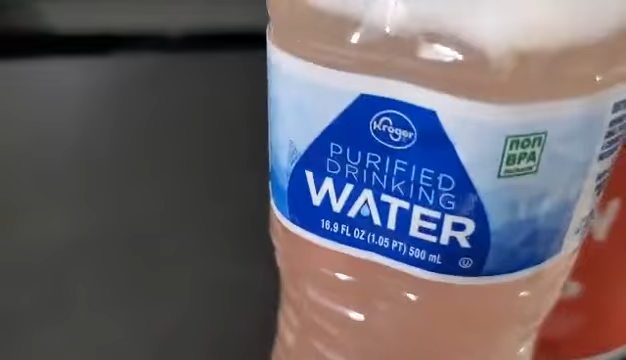 Kroger
PURIFIED
DRINKING
WATER
16.9 FL OZ (1.05 PT) 500 mL
U
non
BPA